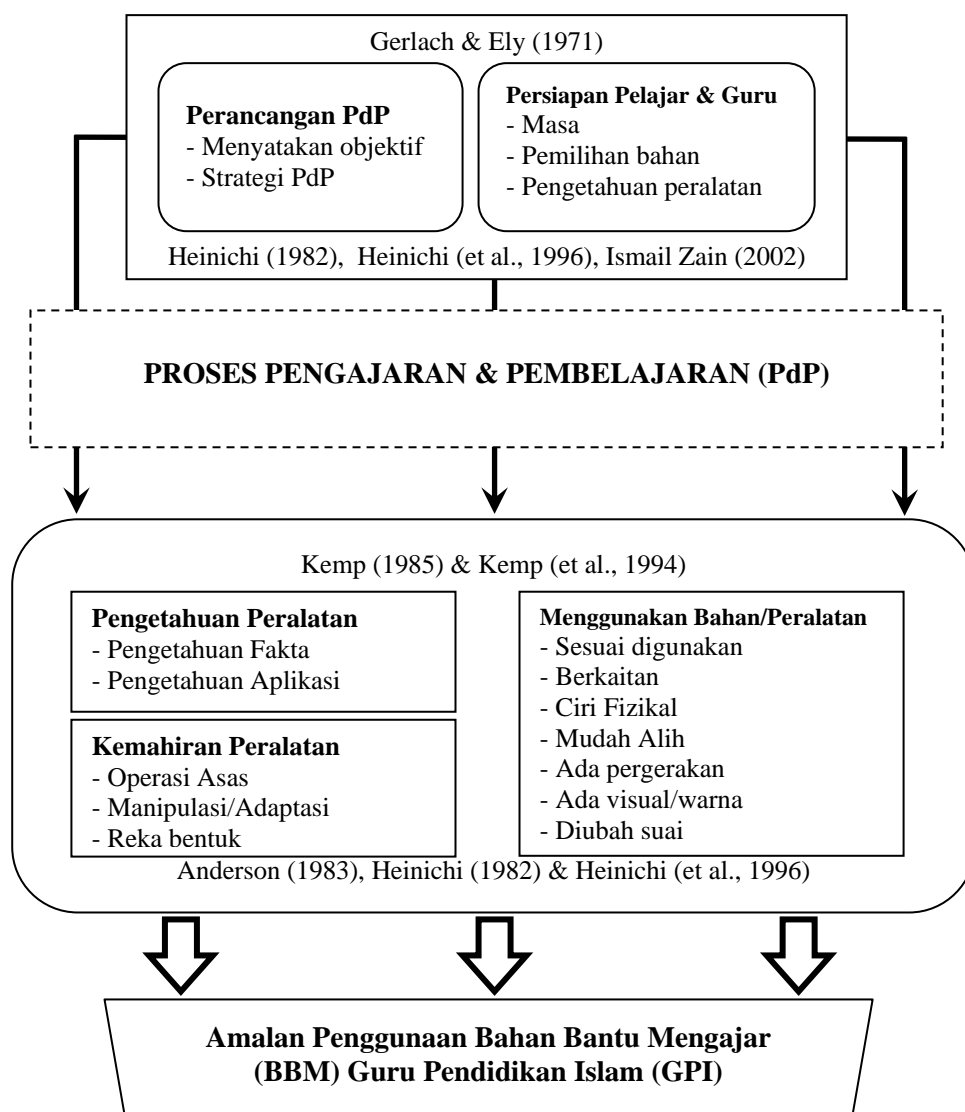 Gerlach & Ely (1971)
Perancangan PdP
- Menyatakan objektif
- Strategi PdP
Persiapan Pelajar & Guru
- Masa
- Pemilihan bahan
- Pengetahuan peralatan
Heinichi (1982), Heinichi (et al., 1996), Ismail Zain (2002)
PROSES PENGAJARAN & PEMBELAJARAN (PdP)
Kemp (1985) & Kemp (et al., 1994)
Pengetahuan Peralatan
- Pengetahuan Fakta
- Pengetahuan Aplikasi
Kemahiran Peralatan
- Operasi Asas
- Manipulasi/Adaptasi
- Reka bentuk
Menggunakan Bahan/Peralatan
- Sesuai digunakan
- Berkaitan
- Ciri Fizikal
- Mudah Alih
- Ada pergerakan
- Ada visual/warna
- Diubah suai
Anderson (1983), Heinichi (1982) & Heinichi (et al., 1996)
Amalan Penggunaan Bahan Bantu Mengajar
(BBM) Guru Pendidikan Islam (GPI)